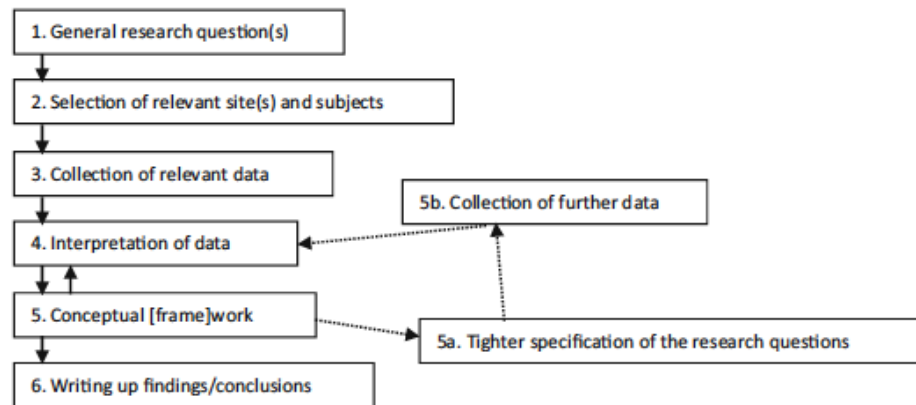 1. General research question(s)
2. Selection of relevant site(s) and subjects
3. Collection of relevant data
5b. Collection of further data
4. Interpretation of data
5. Conceptual [frame]work
5a. Tighter specification of the research questions
6. Writing up findings/conclusions